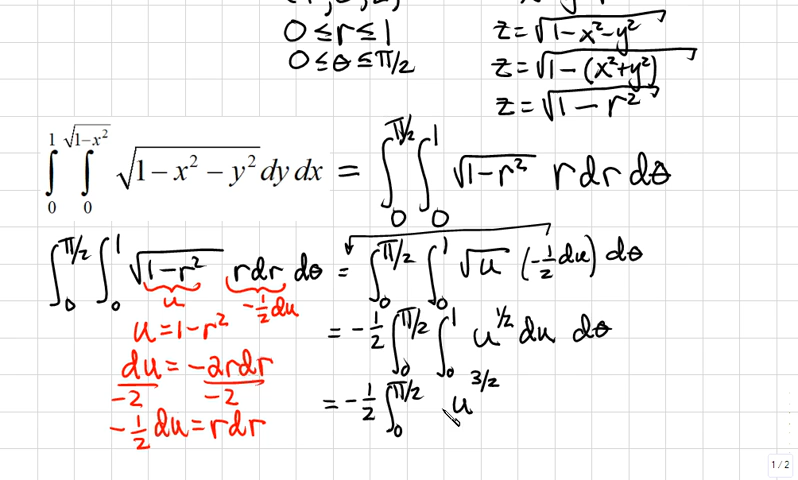 0 ≤ r ≤ 1
z = √(1 − x² − y²)
0 ≤ θ ≤ π/2
z = √(1 − (x² + y²))
z = √(1 − r²)
∫₀¹ ∫₀^√(1−x²) √(1 − x² − y²) dy dx = ∫₀^π/2 ∫₀¹ √(1−r²) r dr dθ
∫₀^π/2 ∫₀¹ √(1−r²) r dr dθ = ∫₀^π/2 ∫₀¹ √u (−1/2 du) dθ
u −1/2 du
u = 1 − r²
= −1/2 ∫₀^π/2 ∫₀¹ u^1/2 du dθ
du = −2rdr
−2 −2
= −1/2 ∫₀^π/2 u^3/2
−1/2 du = rdr
1 / 2